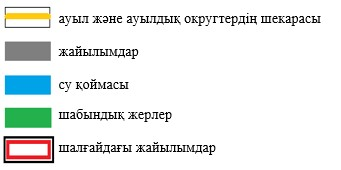 ауыл және ауылдық округтердің шекарасы
жайылымдар
су қоймасы
шабындық жерлер
шалғайдағы жайылымдар